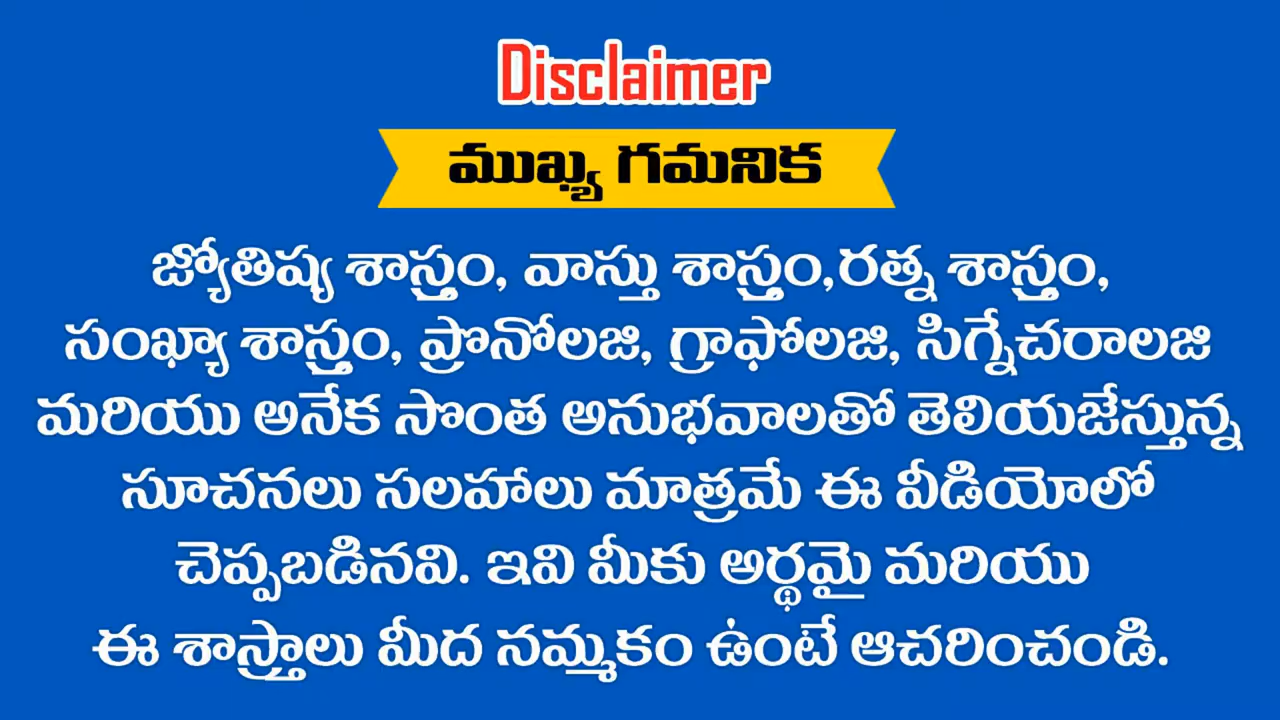 Disclaimer
ముఖ్య గమనిక
జ్యోతిష్య శాస్త్రం, వాస్తు శాస్త్రం,రత్న శాస్త్రం,
సంఖ్యా శాస్త్రం, ప్రొనోలజి, గ్రాఫోలజి, సిగ్నేచరాలజి
మరియు అనేక సొంత అనుభవాలతో తెలియజేస్తున్న
సూచనలు సలహాలు మాత్రమే ఈ వీడియోలో
చెప్పబడినవి. ఇవి మీకు అర్థమై మరియు
ఈ శాస్త్రాలు మీద నమ్మకం ఉంటే ఆచరించండి.